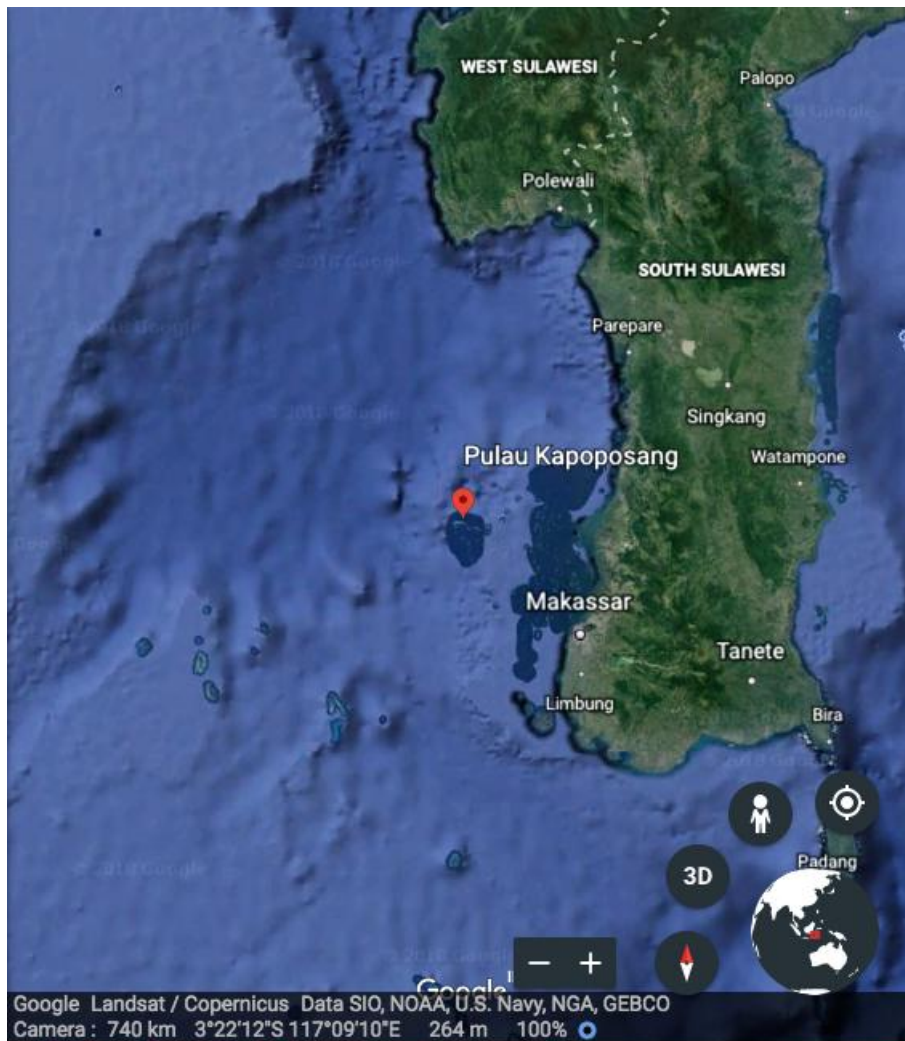 WEST SULAWESI
Palopo
Polewali
SOUTH SULAWESI
Parepare
Singkang
Pulau Kapoposang
Watampone
Makassar
Tanete
Limbung
Bira
3D
Padang
Google
Google Landsat / Copernicus Data SIO, NOAA, U.S. Navy, NGA, GEBCO
Camera : 740 km 3°22'12"S 117°09'10"E 264 m 100%